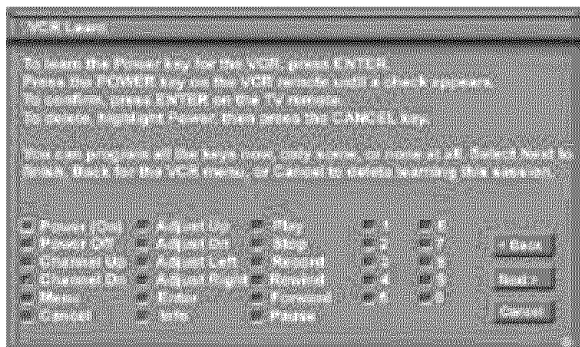 VCR Learn
To learn the Power key for the VCR, press ENTER.
Press the POWER key on the VCR remote until a check appears.
To confirm, press ENTER on the TV remote.
To delete, highlight Power, then press the CANCEL key.
You can program all the keys now, only some, or none at all. Select Next to
finish, Back for the VCR menu, or Cancel to delete learning this session.
Power (On) Adjust Up Play 1 6
Power Off Adjust Dn Stop 2 7
Channel Up Adjust Left Record 3 8
Channel Dn Adjust Right Rewind 4 9
Menu Enter Forward 5 0
Cancel Info Pause
< Back
Next >
Cancel